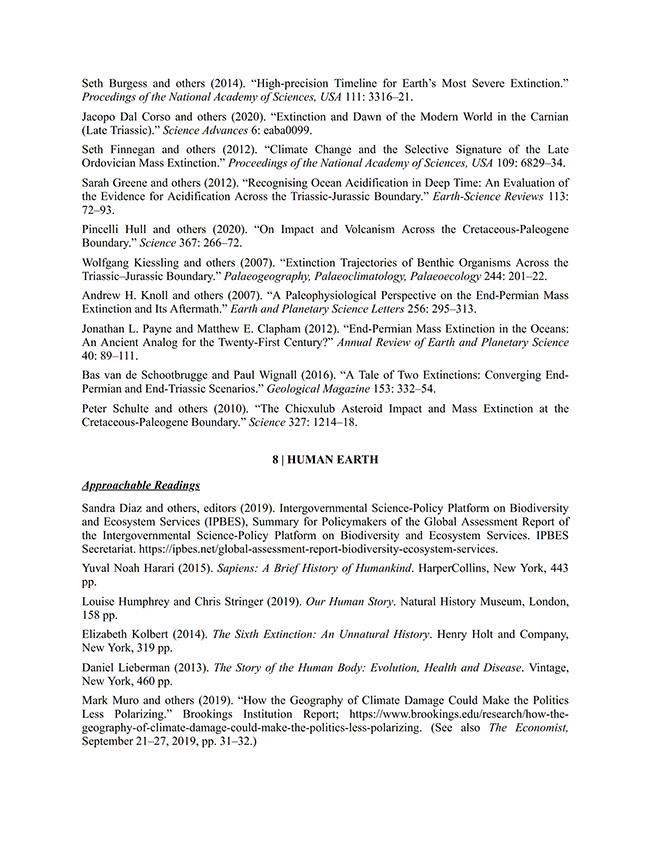 Seth Burgess and others (2014). “High-precision Timeline for Earth’s Most Severe Extinction.”
Procedings of the National Academy of Sciences, USA 111: 3316–21.
Jacopo Dal Corso and others (2020). “Extinction and Dawn of the Modern World in the Carnian
(Late Triassic).” Science Advances 6: eaba0099.
Seth Finnegan and others (2012). “Climate Change and the Selective Signature of the Late
Ordovician Mass Extinction.” Proceedings of the National Academy of Sciences, USA 109: 6829–34.
Sarah Greene and others (2012). “Recognising Ocean Acidification in Deep Time: An Evaluation of
the Evidence for Acidification Across the Triassic-Jurassic Boundary.” Earth-Science Reviews 113:
72–93.
Pincelli Hull and others (2020). “On Impact and Volcanism Across the Cretaceous-Paleogene
Boundary.” Science 367: 266–72.
Wolfgang Kiessling and others (2007). “Extinction Trajectories of Benthic Organisms Across the
Triassic–Jurassic Boundary.” Palaeogeography, Palaeoclimatology, Palaeoecology 244: 201–22.
Andrew H. Knoll and others (2007). “A Paleophysiological Perspective on the End-Permian Mass
Extinction and Its Aftermath.” Earth and Planetary Science Letters 256: 295–313.
Jonathan L. Payne and Matthew E. Clapham (2012). “End-Permian Mass Extinction in the Oceans:
An Ancient Analog for the Twenty-First Century?” Annual Review of Earth and Planetary Science
40: 89–111.
Bas van de Schootbrugge and Paul Wignall (2016). “A Tale of Two Extinctions: Converging End-
Permian and End-Triassic Scenarios.” Geological Magazine 153: 332–54.
Peter Schulte and others (2010). “The Chicxulub Asteroid Impact and Mass Extinction at the
Cretaceous-Paleogene Boundary.” Science 327: 1214–18.
8 | HUMAN EARTH
Approachable Readings
Sandra Diaz and others, editors (2019). Intergovernmental Science-Policy Platform on Biodiversity
and Ecosystem Services (IPBES), Summary for Policymakers of the Global Assessment Report of
the Intergovernmental Science-Policy Platform on Biodiversity and Ecosystem Services. IPBES
Secretariat. https://ipbes.net/global-assessment-report-biodiversity-ecosystem-services.
Yuval Noah Harari (2015). Sapiens: A Brief History of Humankind. HarperCollins, New York, 443
pp.
Louise Humphrey and Chris Stringer (2019). Our Human Story. Natural History Museum, London,
158 pp.
Elizabeth Kolbert (2014). The Sixth Extinction: An Unnatural History. Henry Holt and Company,
New York, 319 pp.
Daniel Lieberman (2013). The Story of the Human Body: Evolution, Health and Disease. Vintage,
New York, 460 pp.
Mark Muro and others (2019). “How the Geography of Climate Damage Could Make the Politics
Less Polarizing.” Brookings Institution Report; https://www.brookings.edu/research/how-the-
geography-of-climate-damage-could-make-the-politics-less-polarizing. (See also The Economist,
September 21–27, 2019, pp. 31–32.)